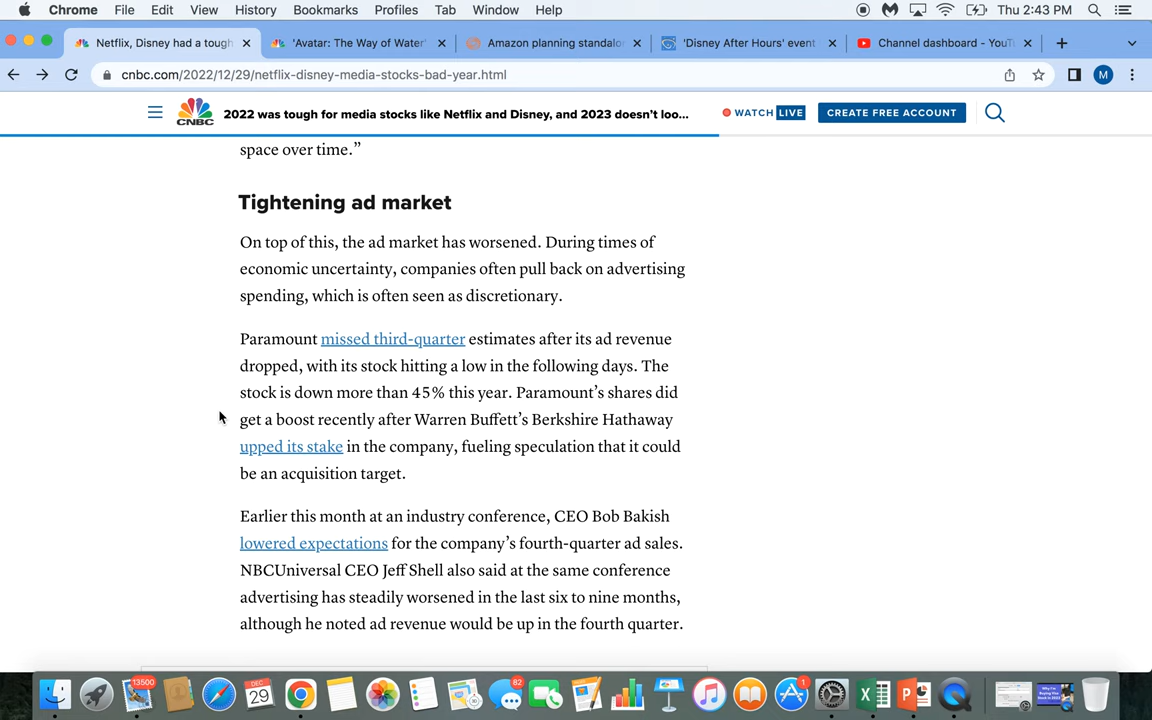 Chrome File Edit View History Bookmarks Profiles Tab Window Help Thu 2:43 PM
Netflix, Disney had a tough 'Avatar: The Way of Water' Amazon planning standalo 'Disney After Hours' event Channel dashboard - YouTu
cnbc.com/2022/12/29/netflix-disney-media-stocks-bad-year.html M
CNBC 2022 was tough for media stocks like Netflix and Disney, and 2023 doesn't loo... WATCH LIVE CREATE FREE ACCOUNT
space over time.”
Tightening ad market
On top of this, the ad market has worsened. During times of
economic uncertainty, companies often pull back on advertising
spending, which is often seen as discretionary.
Paramount missed third-quarter estimates after its ad revenue
dropped, with its stock hitting a low in the following days. The
stock is down more than 45% this year. Paramount’s shares did
get a boost recently after Warren Buffett’s Berkshire Hathaway
upped its stake in the company, fueling speculation that it could
be an acquisition target.
Earlier this month at an industry conference, CEO Bob Bakish
lowered expectations for the company’s fourth-quarter ad sales.
NBCUniversal CEO Jeff Shell also said at the same conference
advertising has steadily worsened in the last six to nine months,
although he noted ad revenue would be up in the fourth quarter.
13500 DEC 29 82 1